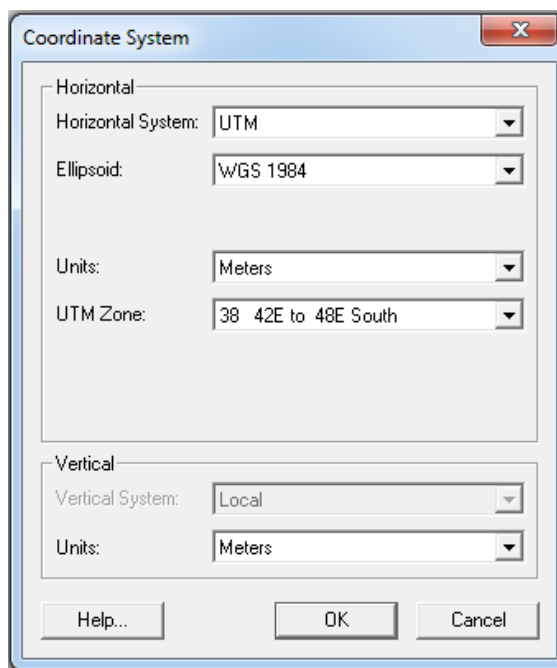 Coordinate System
Horizontal
Horizontal System: UTM
Ellipsoid: WGS 1984
Units: Meters
UTM Zone: 38 42E to 48E South
Vertical
Vertical System: Local
Units: Meters
Help... OK Cancel